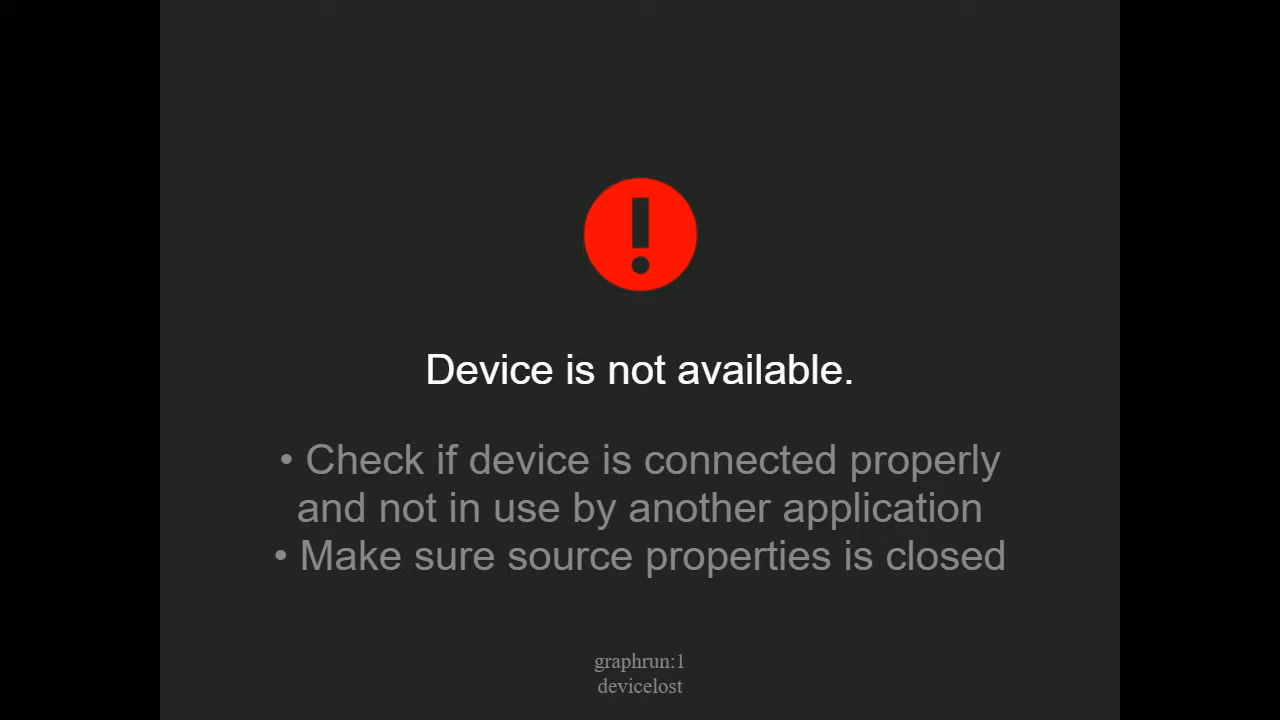 Device is not available.
• Check if device is connected properly
and not in use by another application
• Make sure source properties is closed
graphrun:1
devicelost